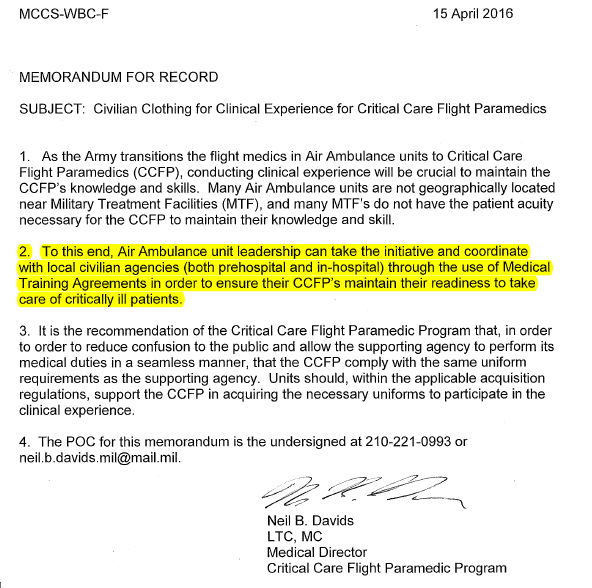 MCCS-WBC-F 15 April 2016
MEMORANDUM FOR RECORD
SUBJECT: Civilian Clothing for Clinical Experience for Critical Care Flight Paramedics
1. As the Army transitions the flight medics in Air Ambulance units to Critical Care
Flight Paramedics (CCFP), conducting clinical experience will be crucial to maintain the
CCFP's knowledge and skills. Many Air Ambulance units are not geographically located
near Military Treatment Facilities (MTF), and many MTF's do not have the patient acuity
necessary for the CCFP to maintain their knowledge and skill.
2. To this end, Air Ambulance unit leadership can take the initiative and coordinate
with local civilian agencies (both prehospital and in-hospital) through the use of Medical
Training Agreements in order to ensure their CCFP's maintain their readiness to take
care of critically ill patients.
3. It is the recommendation of the Critical Care Flight Paramedic Program that, in order
to order to reduce confusion to the public and allow the supporting agency to perform its
medical duties in a seamless manner, that the CCFP comply with the same uniform
requirements as the supporting agency. Units should, within the applicable acquisition
regulations, support the CCFP in acquiring the necessary uniforms to participate in the
clinical experience.
4. The POC for this memorandum is the undersigned at 210-221-0993 or
neil.b.davids.mil@mail.mil.
Neil B. Davids
LTC, MC
Medical Director
Critical Care Flight Paramedic Program